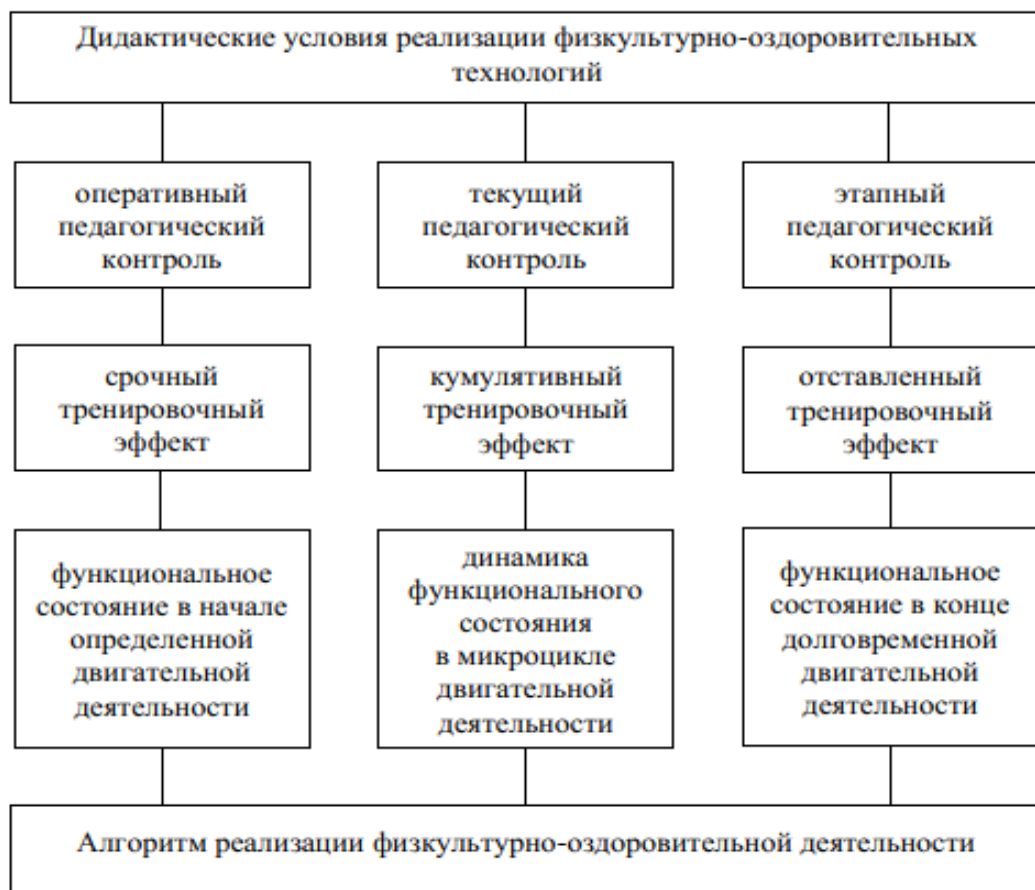 Дидактические условия реализации физкультурно-оздоровительных
технологий
оперативный
педагогический
контроль
текущий
педагогический
контроль
этапный
педагогический
контроль
срочный
тренировочный
эффект
кумулятивный
тренировочный
эффект
отставленный
тренировочный
эффект
функциональное
состояние в начале
определенной
двигательной
деятельности
динамика
функционального
состояния
в микроцикле
двигательной
деятельности
функциональное
состояние в конце
долговременной
двигательной
деятельности
Алгоритм реализации физкультурно-оздоровительной деятельности